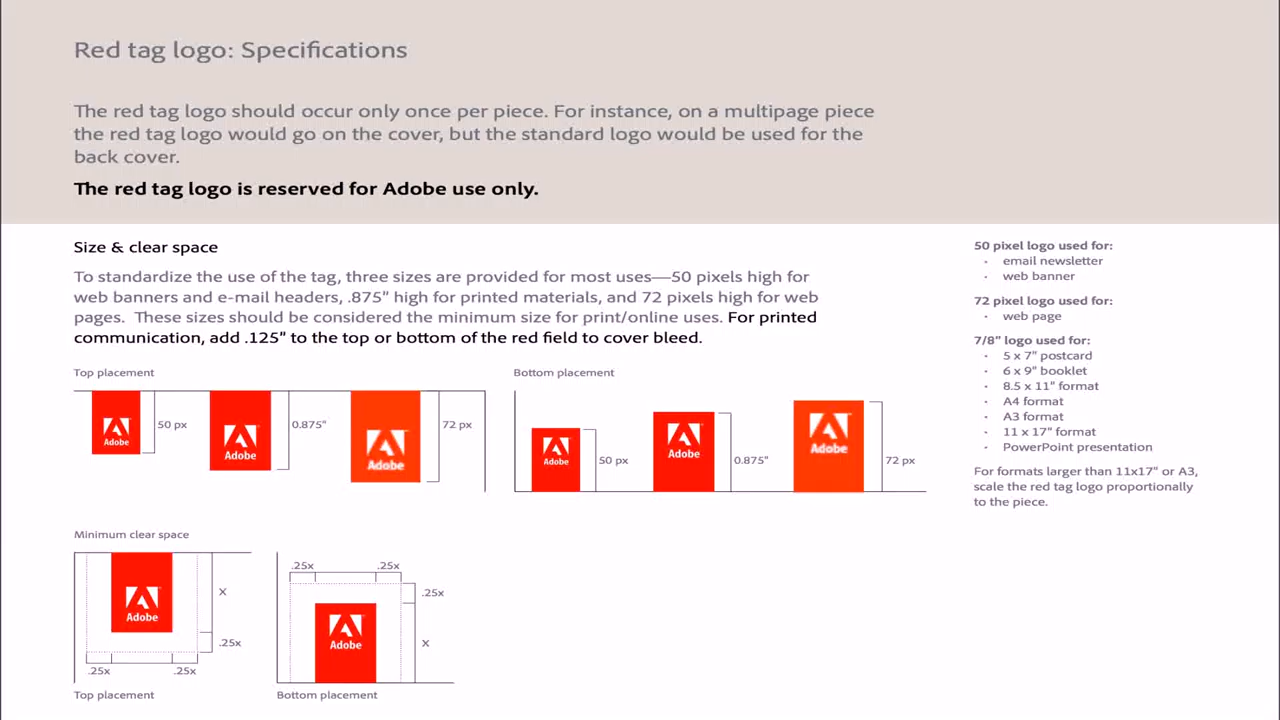 Red tag logo: Specifications
The red tag logo should occur only once per piece. For instance, on a multipage piece
the red tag logo would go on the cover, but the standard logo would be used for the
back cover.
The red tag logo is reserved for Adobe use only.
Size & clear space
To standardize the use of the tag, three sizes are provided for most uses—50 pixels high for
web banners and e-mail headers, .875" high for printed materials, and 72 pixels high for web
pages. These sizes should be considered the minimum size for print/online uses. For printed
communication, add .125" to the top or bottom of the red field to cover bleed.
Top placement
Adobe
50 px
Adobe
0.875"
Adobe
72 px
Bottom placement
Adobe
50 px
Adobe
0.875"
Adobe
72 px
Minimum clear space
Adobe
X
.25x
.25x
.25x
Top placement
.25x
.25x
.25x
Adobe
X
Bottom placement
50 pixel logo used for:
· email newsletter
· web banner
72 pixel logo used for:
· web page
7/8" logo used for:
· 5 x 7" postcard
· 6 x 9" booklet
· 8.5 x 11" format
· A4 format
· A3 format
· 11 x 17" format
· PowerPoint presentation
For formats larger than 11x17" or A3,
scale the red tag logo proportionally
to the piece.